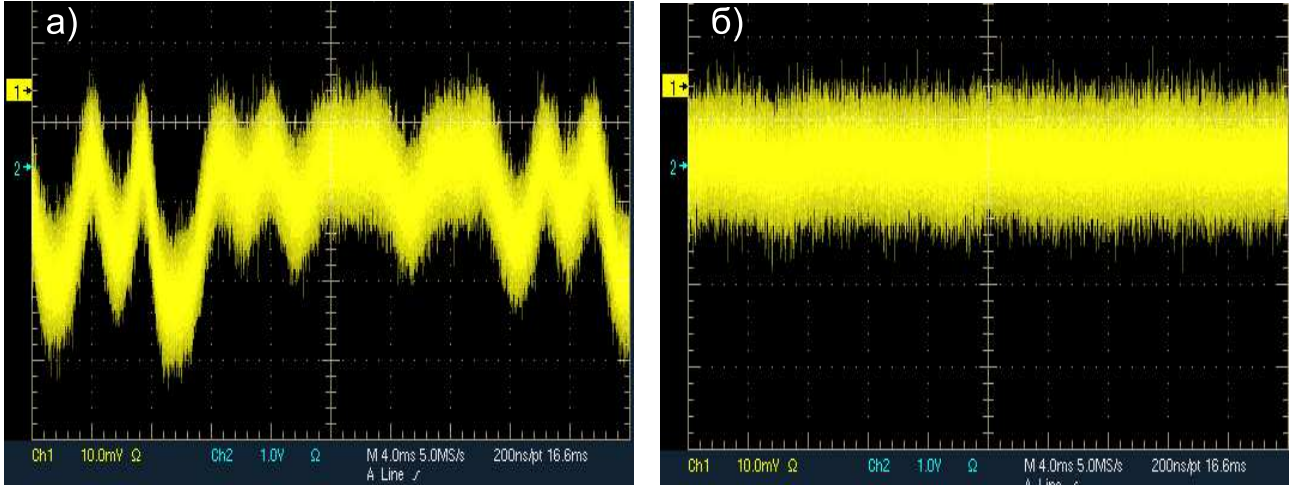 а)
1
2
Ch1 10.0mV Ω Ch2 1.0V Ω M 4.0ms 5.0MS/s 200ns/pt 16.6ms
A Line
б)
1
2
Ch1 10.0mV Ω Ch2 1.0V Ω M 4.0ms 5.0MS/s 200ns/pt 16.6ms
A Line